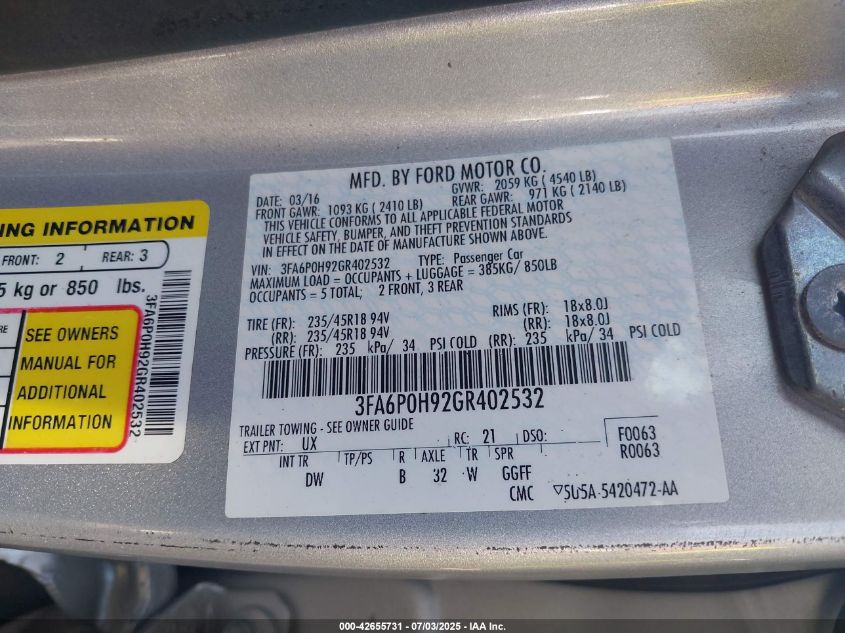 MFD. BY FORD MOTOR CO.
DATE: 03/16 GVWR: 2059 KG ( 4540 LB)
FRONT GAWR: 1093 KG ( 2410 LB) REAR GAWR: 971 KG ( 2140 LB)
THIS VEHICLE CONFORMS TO ALL APPLICABLE FEDERAL MOTOR
VEHICLE SAFETY, BUMPER, AND THEFT PREVENTION STANDARDS
IN EFFECT ON THE DATE OF MANUFACTURE SHOWN ABOVE.
VIN: 3FA6P0H92GR402532 TYPE: Passenger Car
MAXIMUM LOAD = OCCUPANTS + LUGGAGE = 385KG/ 850LB
OCCUPANTS = 5 TOTAL; 2 FRONT, 3 REAR
TIRE (FR): 235/45R18 94V RIMS (FR): 18x8.0J
(RR): 235/45R18 94V (RR): 18x8.0J
PRESSURE (FR): 235 kPa/ 34 PSI COLD (RR): 235 kPa/ 34 PSI COLD
3FA6P0H92GR402532
TRAILER TOWING - SEE OWNER GUIDE
EXT PNT: UX RC: 21 DSO: F0063
R0063
INT TR TP/PS R AXLE TR SPR
DW B 32 W GGFF
CMC ▽5U5A-5420472-AA
ING INFORMATION
FRONT: 2 REAR: 3
5 kg or 850 lbs.
RE
SEE OWNERS
MANUAL FOR
ADDITIONAL
INFORMATION
3FA6P0H92GR402532
000-42655731 - 07/03/2025 - IAA Inc.